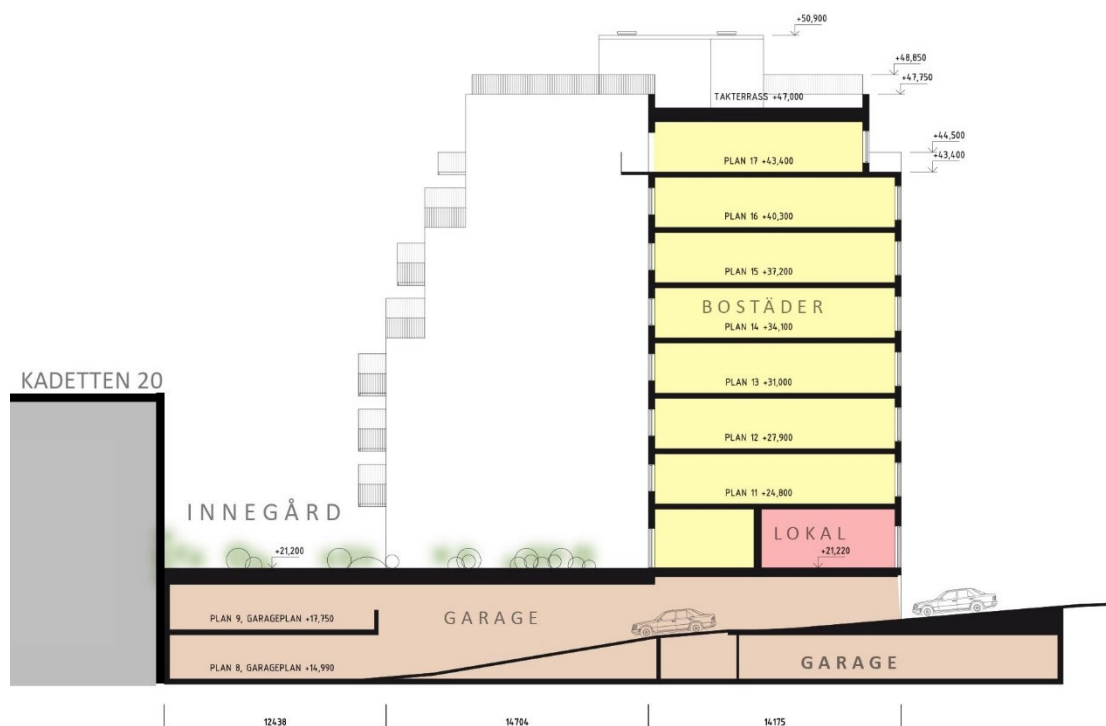 +50,900
+48,850
+47,750
TAKTERRASS +47,000
+44,500
PLAN 17 +43,400
+43,400
PLAN 16 +40,300
PLAN 15 +37,200
BOSTÄDER
PLAN 14 +34,100
KADETTEN 20
PLAN 13 +31,000
PLAN 12 +27,900
PLAN 11 +24,800
INNEGÅRD
LOKAL
+21,200
+21,220
PLAN 9, GARAGEPLAN +17,750
GARAGE
PLAN 8, GARAGEPLAN +14,990
GARAGE
12438
14704
14175